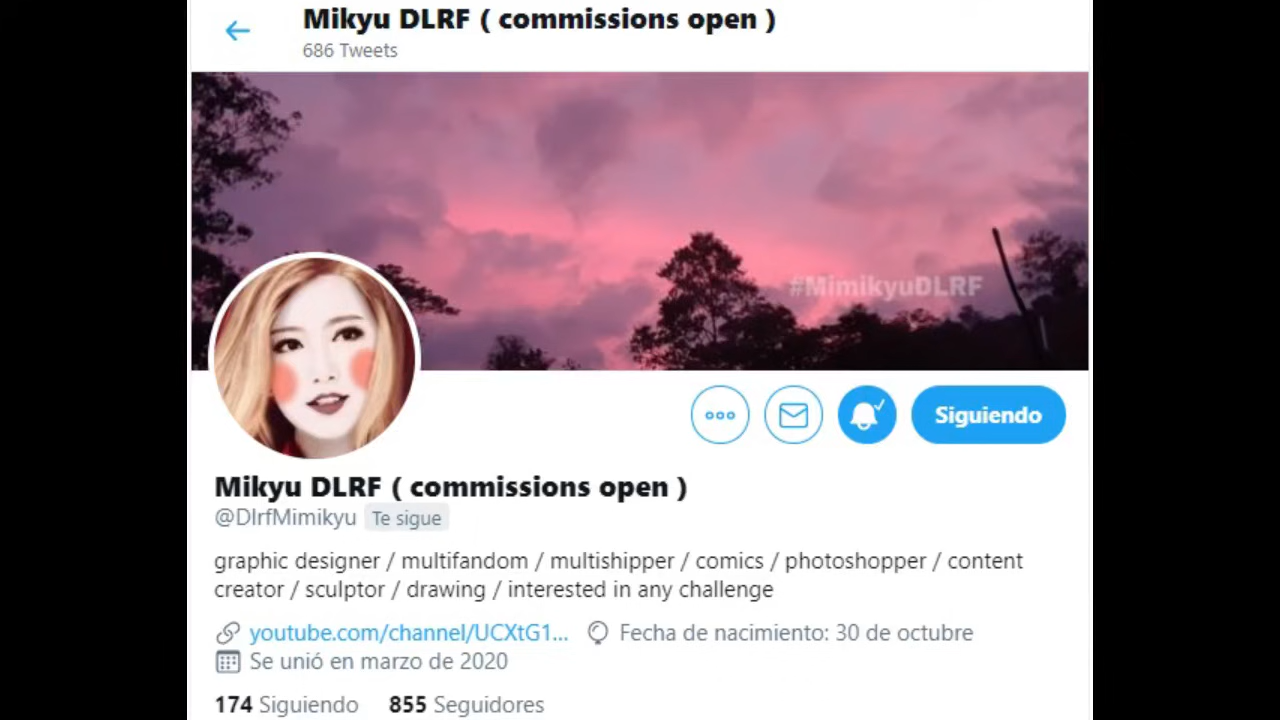 Mikyu DLRF ( commissions open )
686 Tweets
#MimikyuDLRF
Siguiendo
Mikyu DLRF ( commissions open )
@DlrfMimikyu Te sigue
graphic designer / multifandom / multishipper / comics / photoshopper / content
creator / sculptor / drawing / interested in any challenge
youtube.com/channel/UCXtG1... Fecha de nacimiento: 30 de octubre
Se unió en marzo de 2020
174 Siguiendo 855 Seguidores